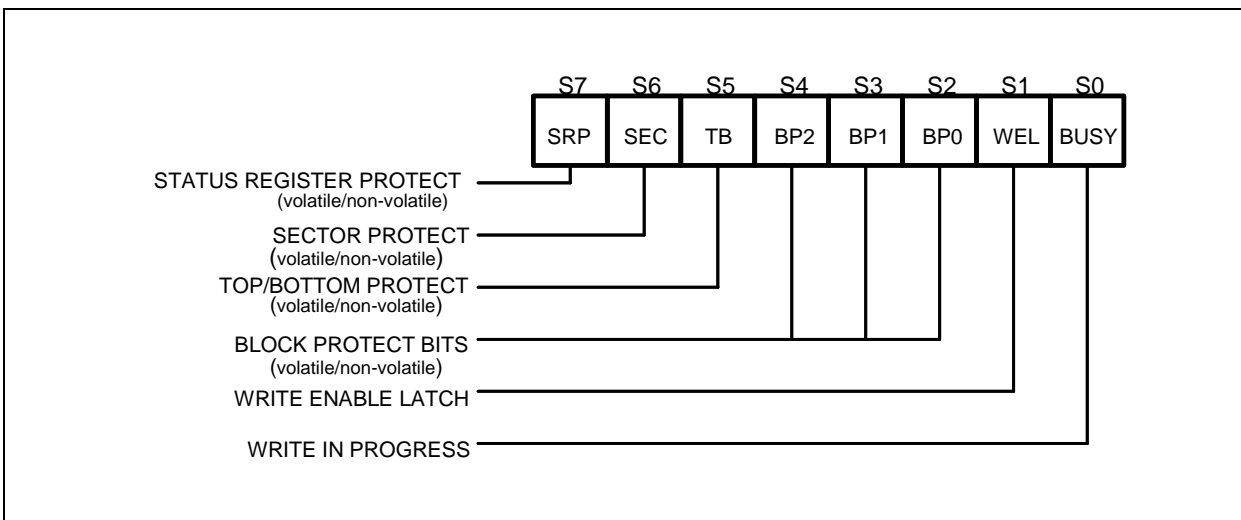 S7 S6 S5 S4 S3 S2 S1 S0
SRP SEC TB BP2 BP1 BP0 WEL BUSY
STATUS REGISTER PROTECT
(volatile/non-volatile)
SECTOR PROTECT
(volatile/non-volatile)
TOP/BOTTOM PROTECT
(volatile/non-volatile)
BLOCK PROTECT BITS
(volatile/non-volatile)
WRITE ENABLE LATCH
WRITE IN PROGRESS